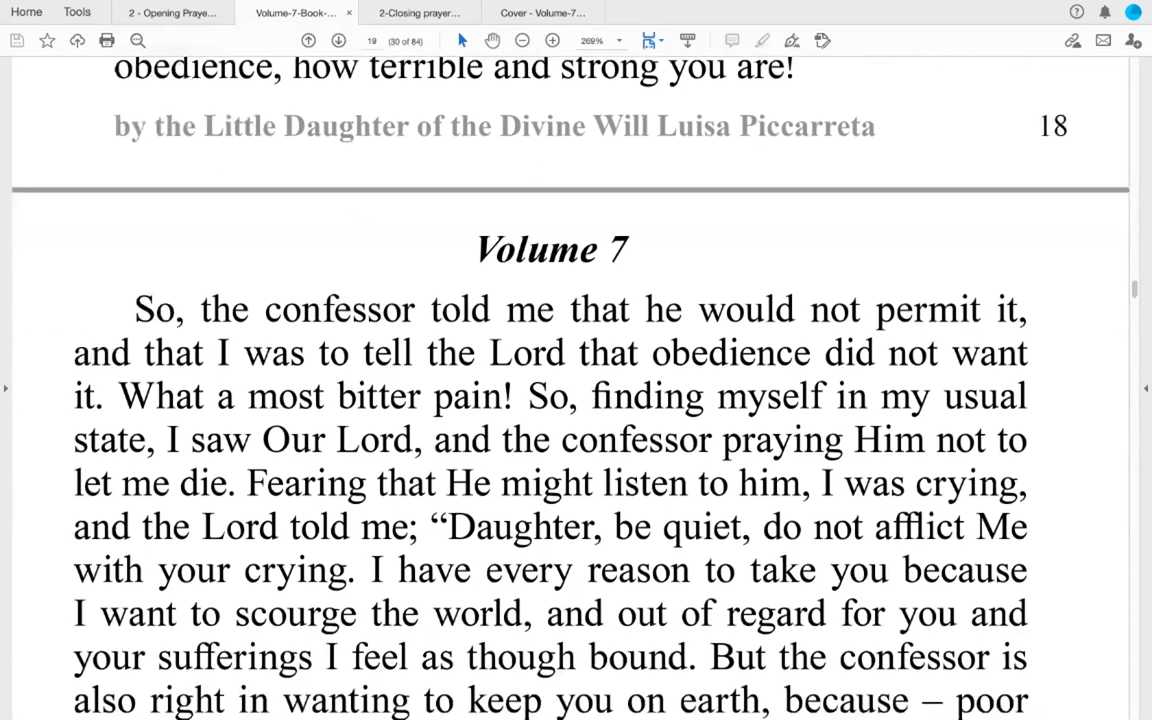 Home Tools 2 - Opening Praye... Volume-7-Book-... × 2-Closing prayer... Cover - Volume-7...
19 (30 of 84) 269%
obedience, how terrible and strong you are!
by the Little Daughter of the Divine Will Luisa Piccarreta 18
Volume 7
So, the confessor told me that he would not permit it,
and that I was to tell the Lord that obedience did not want
it. What a most bitter pain! So, finding myself in my usual
state, I saw Our Lord, and the confessor praying Him not to
let me die. Fearing that He might listen to him, I was crying,
and the Lord told me; “Daughter, be quiet, do not afflict Me
with your crying. I have every reason to take you because
I want to scourge the world, and out of regard for you and
your sufferings I feel as though bound. But the confessor is
also right in wanting to keep you on earth, because – poor